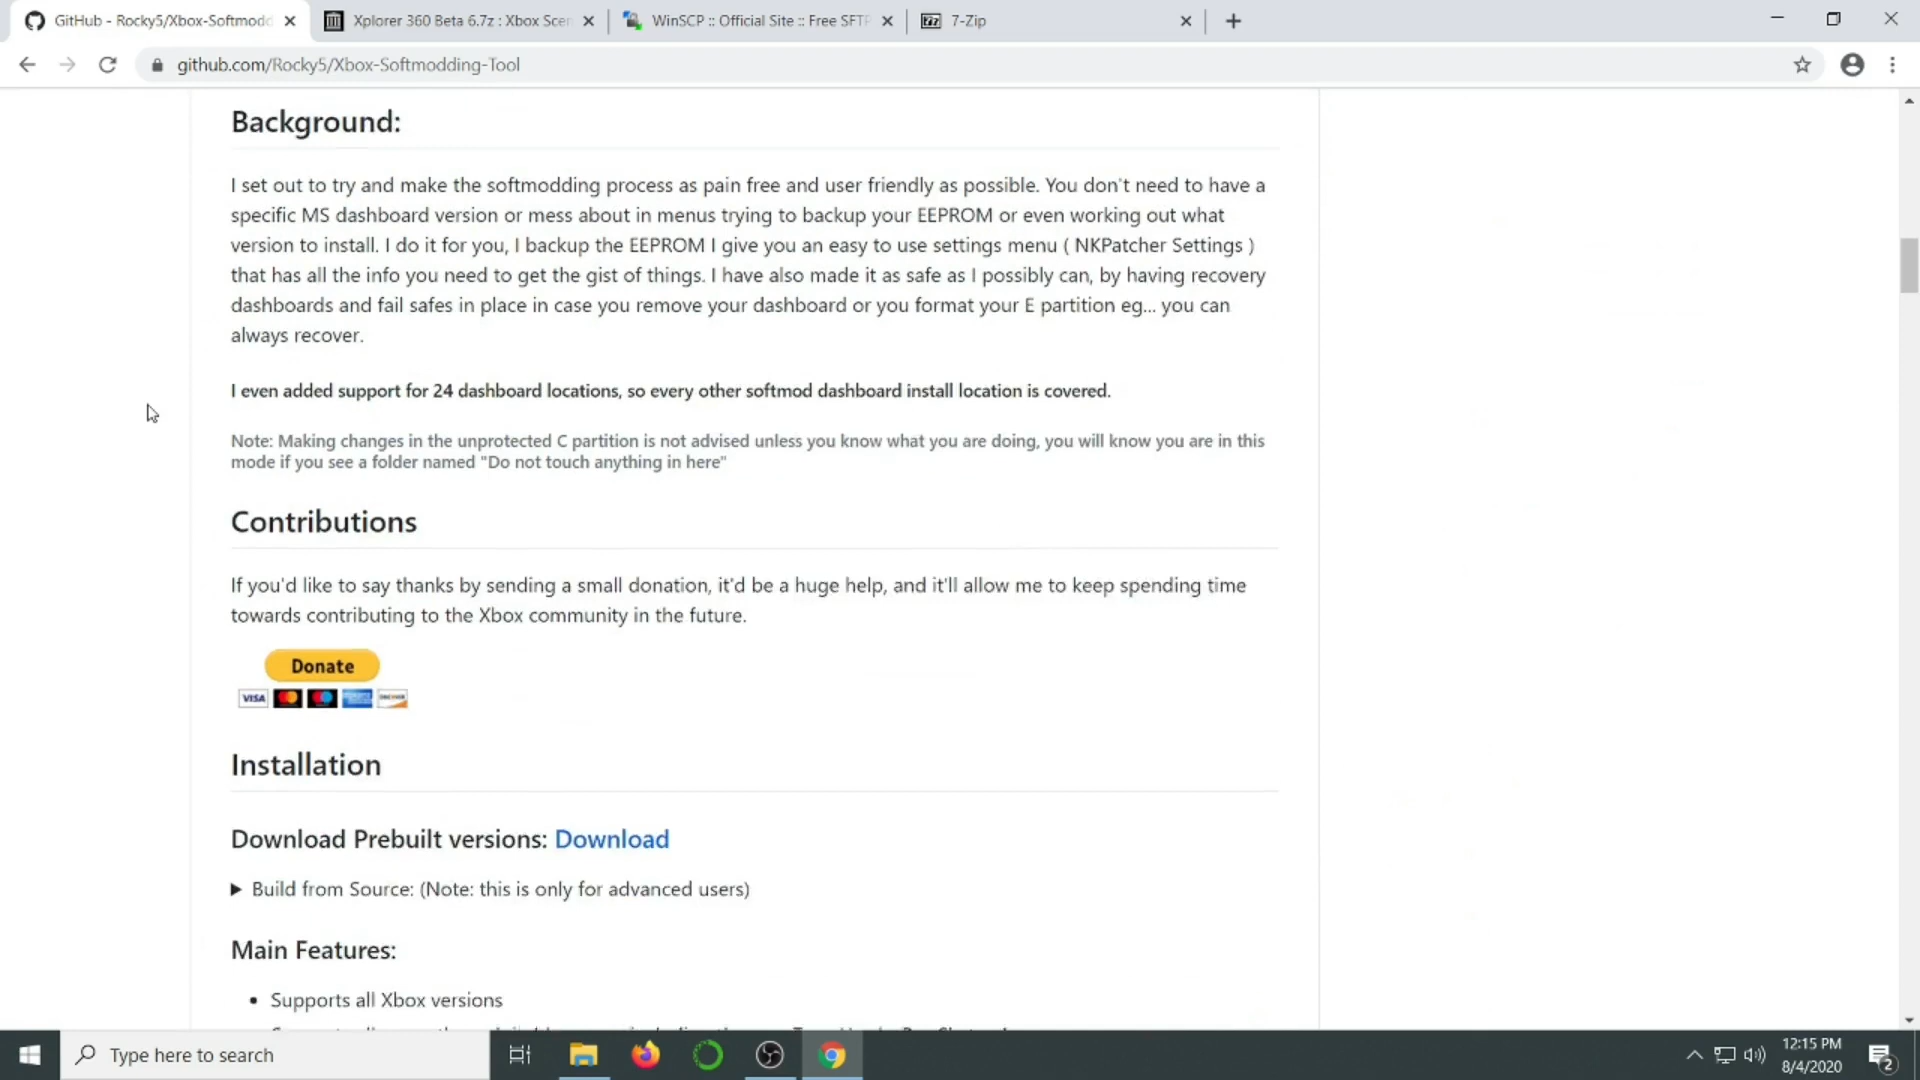 GitHub - Rocky5/Xbox-Softmodd
Xplorer 360 Beta 6.7z : Xbox Scen
WinSCP :: Official Site :: Free SFTP
7-Zip
github.com/Rocky5/Xbox-Softmodding-Tool
Background:
I set out to try and make the softmodding process as pain free and user friendly as possible. You don't need to have a
specific MS dashboard version or mess about in menus trying to backup your EEPROM or even working out what
version to install. I do it for you, I backup the EEPROM I give you an easy to use settings menu ( NKPatcher Settings )
that has all the info you need to get the gist of things. I have also made it as safe as I possibly can, by having recovery
dashboards and fail safes in place in case you remove your dashboard or you format your E partition eg... you can
always recover.
I even added support for 24 dashboard locations, so every other softmod dashboard install location is covered.
Note: Making changes in the unprotected C partition is not advised unless you know what you are doing, you will know you are in this
mode if you see a folder named "Do not touch anything in here"
Contributions
If you'd like to say thanks by sending a small donation, it'd be a huge help, and it'll allow me to keep spending time
towards contributing to the Xbox community in the future.
Donate
VISA
Installation
Download Prebuilt versions: Download
Build from Source: (Note: this is only for advanced users)
Main Features:
Supports all Xbox versions
Type here to search
12:15 PM
8/4/2020
2